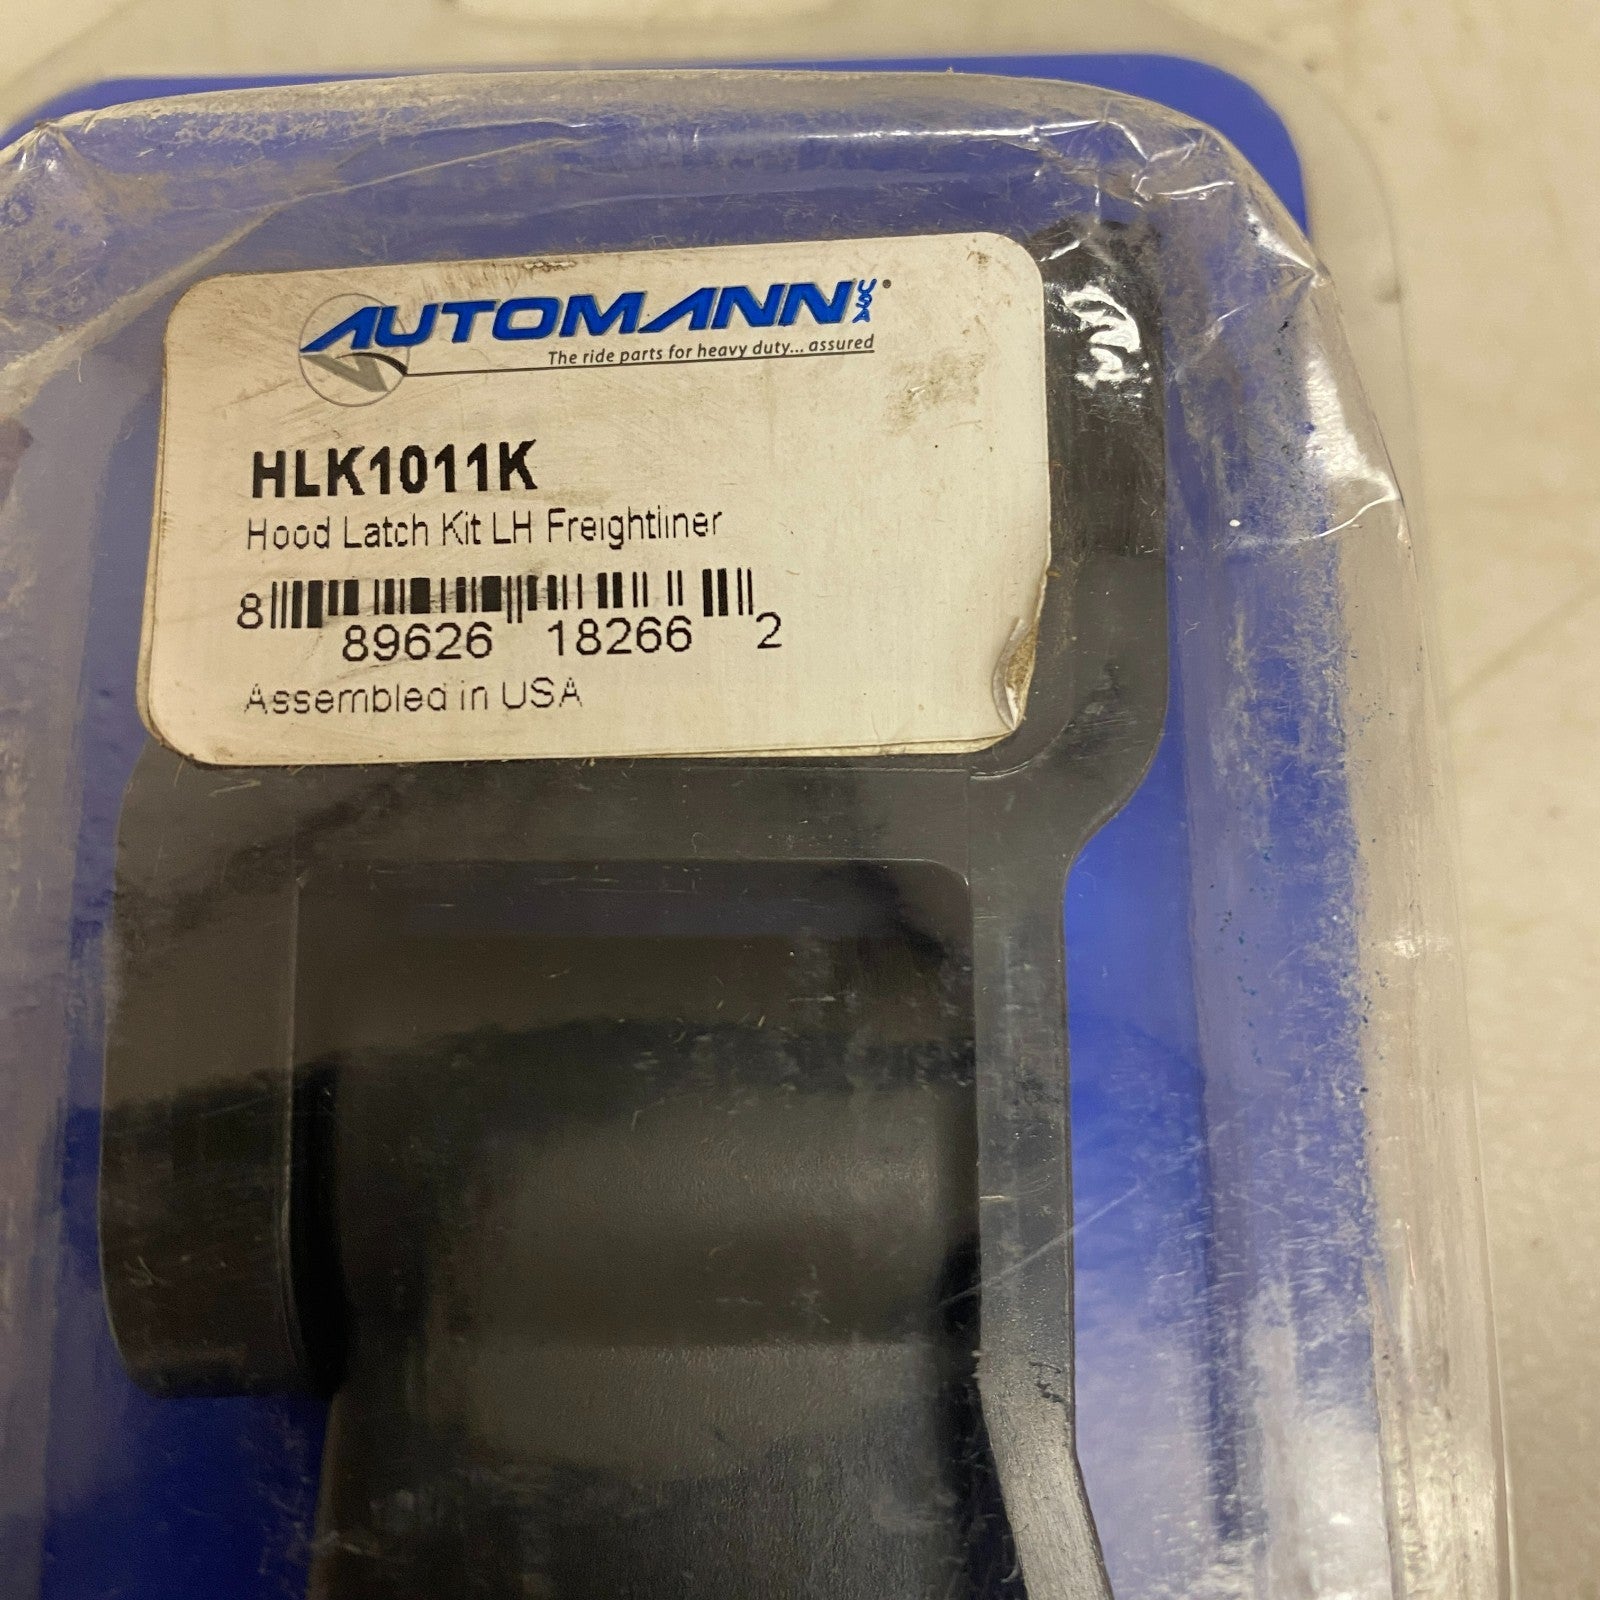 AUTOMANN INC®
The ride parts for heavy duty... assured
HLK1011K
Hood Latch Kit LH Freightliner
8 89626 18266 2
Assembled in USA